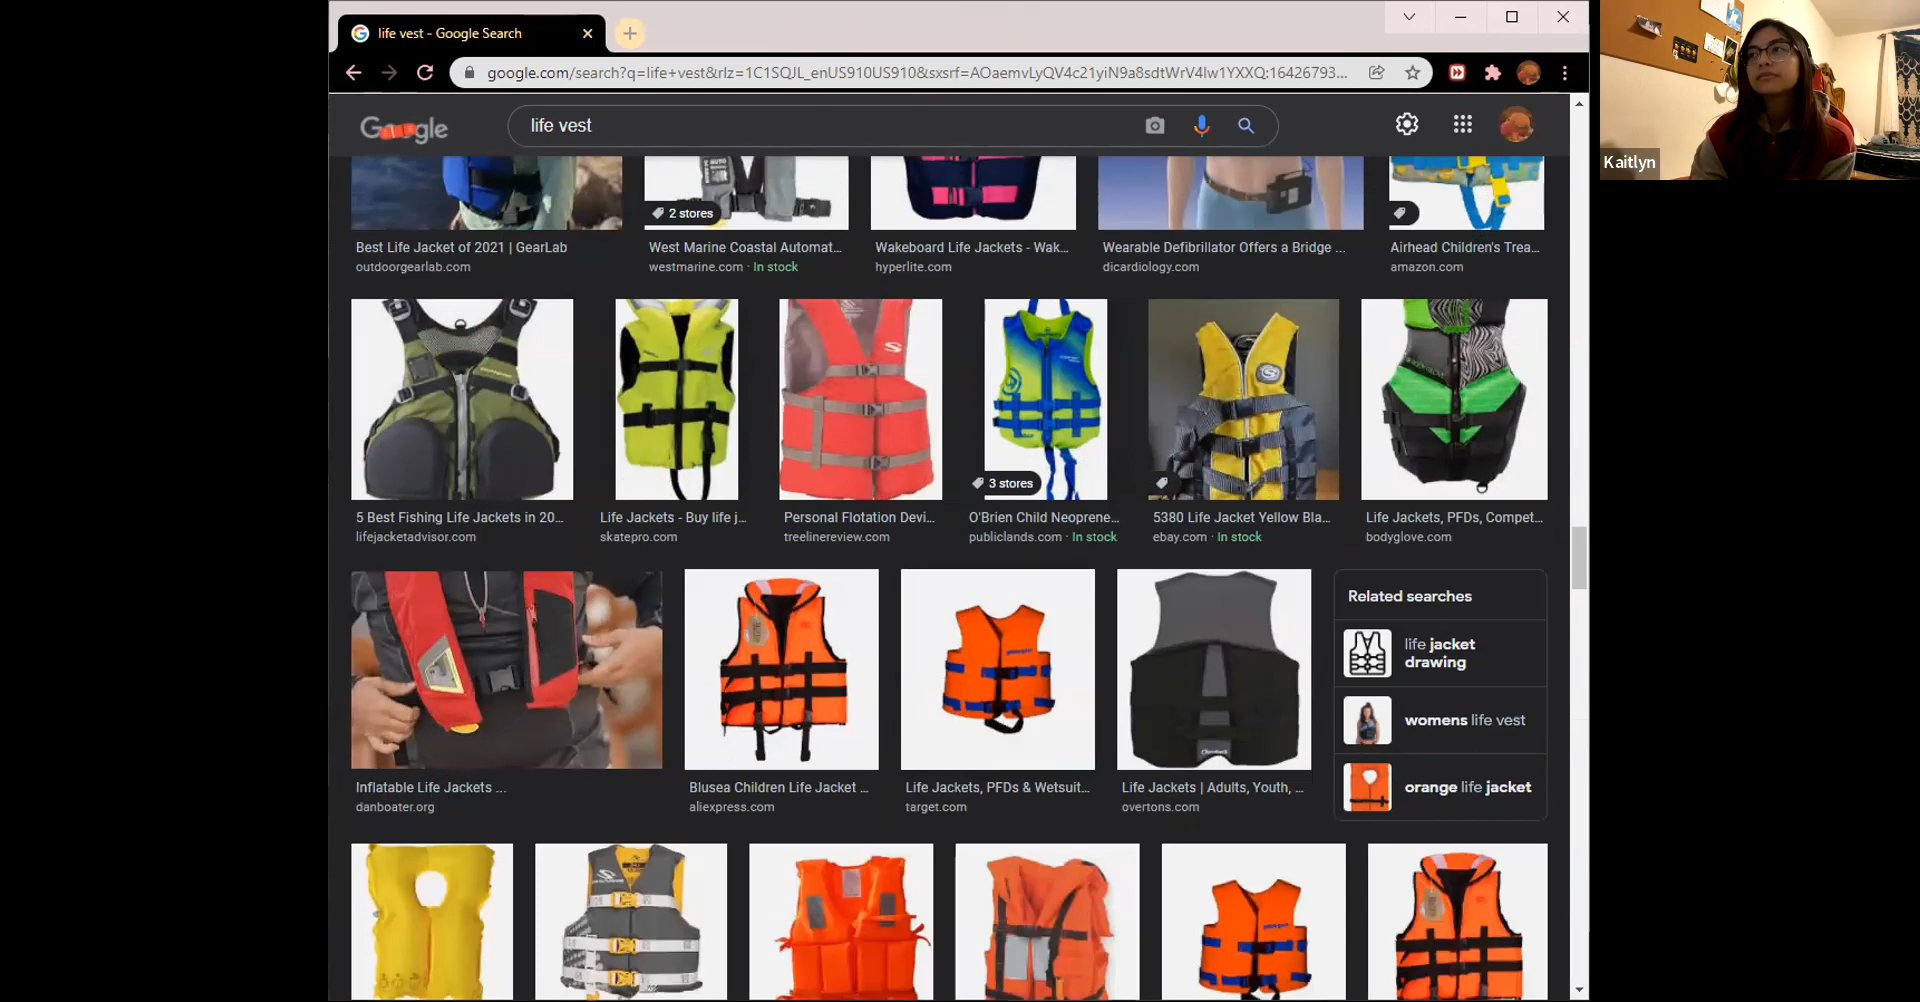 life vest - Google Search
google.com/search?q=life+vest&rlz=1C1SQJL_enUS910US910&sxsrf=AOaemvLyQV4c21yiN9a8sdtWrV4lw1YXXQ:16426793...
Kaitlyn
Google
life vest
2 stores
Best Life Jacket of 2021 | GearLab
outdoorgearlab.com
West Marine Coastal Automat...
westmarine.com · In stock
Wakeboard Life Jackets - Wak...
hyperlite.com
Wearable Defibrillator Offers a Bridge ...
dicardiology.com
Airhead Children's Trea...
amazon.com
3 stores
5 Best Fishing Life Jackets in 20...
lifejacketadvisor.com
Life Jackets - Buy life j...
skatepro.com
Personal Flotation Devi...
treelinereview.com
O'Brien Child Neoprene...
publiclands.com · In stock
5380 Life Jacket Yellow Bla...
ebay.com · In stock
Life Jackets, PFDs, Compet...
bodyglove.com
Inflatable Life Jackets ...
danboater.org
Blusea Children Life Jacket ...
aliexpress.com
Life Jackets, PFDs & Wetsuit...
target.com
Life Jackets | Adults, Youth, ...
overtons.com
Related searches
life jacket
drawing
womens life vest
orange life jacket